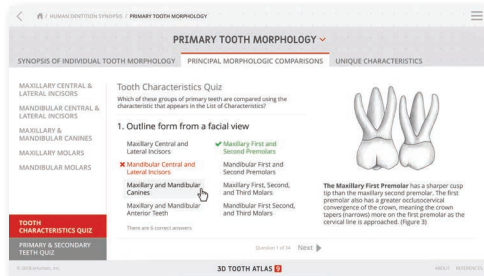 / HUMAN DENTITION SYNOPSIS / PRIMARY TOOTH MORPHOLOGY
PRIMARY TOOTH MORPHOLOGY
SYNOPSIS OF INDIVIDUAL TOOTH MORPHOLOGY
PRINCIPAL MORPHOLOGIC COMPARISONS
UNIQUE CHARACTERISTICS
MAXILLARY CENTRAL &
LATERAL INCISORS
MANDIBULAR CENTRAL &
LATERAL INCISORS
MAXILLARY &
MANDIBULAR CANINES
MAXILLARY MOLARS
MANDIBULAR MOLARS
TOOTH
CHARACTERISTICS QUIZ
PRIMARY & SECONDARY
TEETH QUIZ
Tooth Characteristics Quiz
Which of these groups of primary teeth are compared using the
characteristic that appears in the List of Characteristics?
1. Outline form from a facial view
Maxillary Central and
Lateral Incisors
Maxillary First and
Second Premolars
Mandibular Central and
Lateral Incisors
Mandibular First and
Second Premolars
Maxillary and Mandibular
Canines
Maxillary First, Second,
and Third Molars
Maxillary and Mandibular
Anterior Teeth
Mandibular First Second,
and Third Molars
There are 6 correct answers
Question 1 of 34 Next
The Maxillary First Premolar has a sharper cusp
tip than the maxillary second premolar. The first
premolar also has a greater occlusocervical
convergence of the crown, meaning the crown
tapers (narrows) more on the first premolar as the
cervical line is approached. (Figure 3)
3D TOOTH ATLAS 9
ABOUT REFERENCES